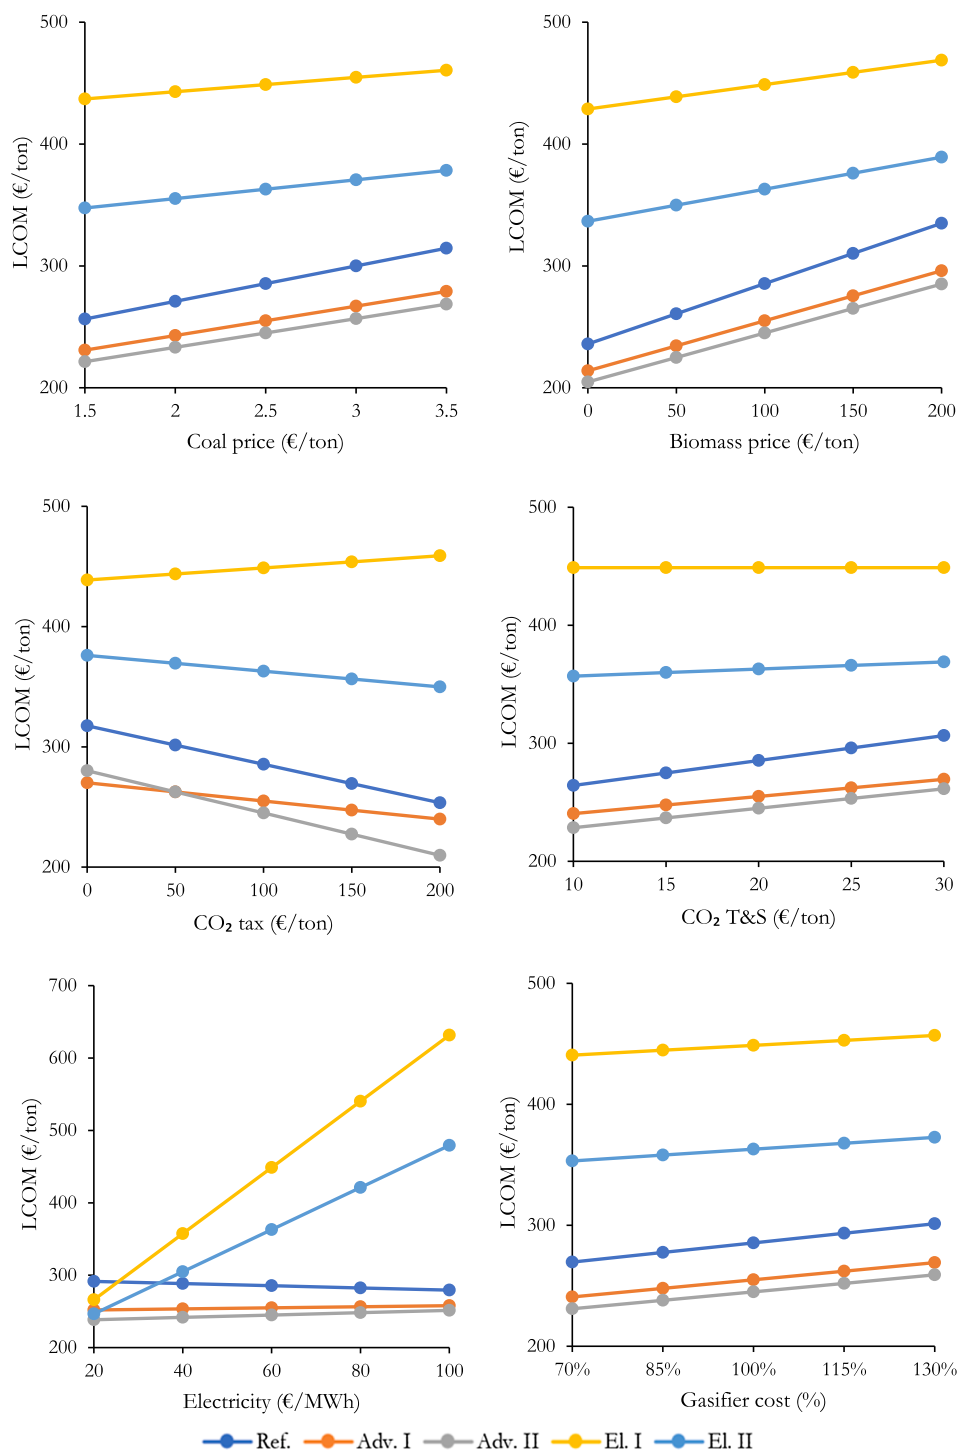 500
400
300
200
LCOM (€/ton)
1.5 2 2.5 3 3.5
Coal price (€/ton)
500
400
300
200
LCOM (€/ton)
0 50 100 150 200
Biomass price (€/ton)
500
400
300
200
LCOM (€/ton)
0 50 100 150 200
CO₂ tax (€/ton)
500
400
300
200
LCOM (€/ton)
10 15 20 25 30
CO₂ T&S (€/ton)
700
600
500
400
300
200
LCOM (€/ton)
20 40 60 80 100
Electricity (€/MWh)
500
400
300
200
LCOM (€/ton)
70% 85% 100% 115% 130%
Gasifier cost (%)
Ref. Adv. I Adv. II El. I El. II